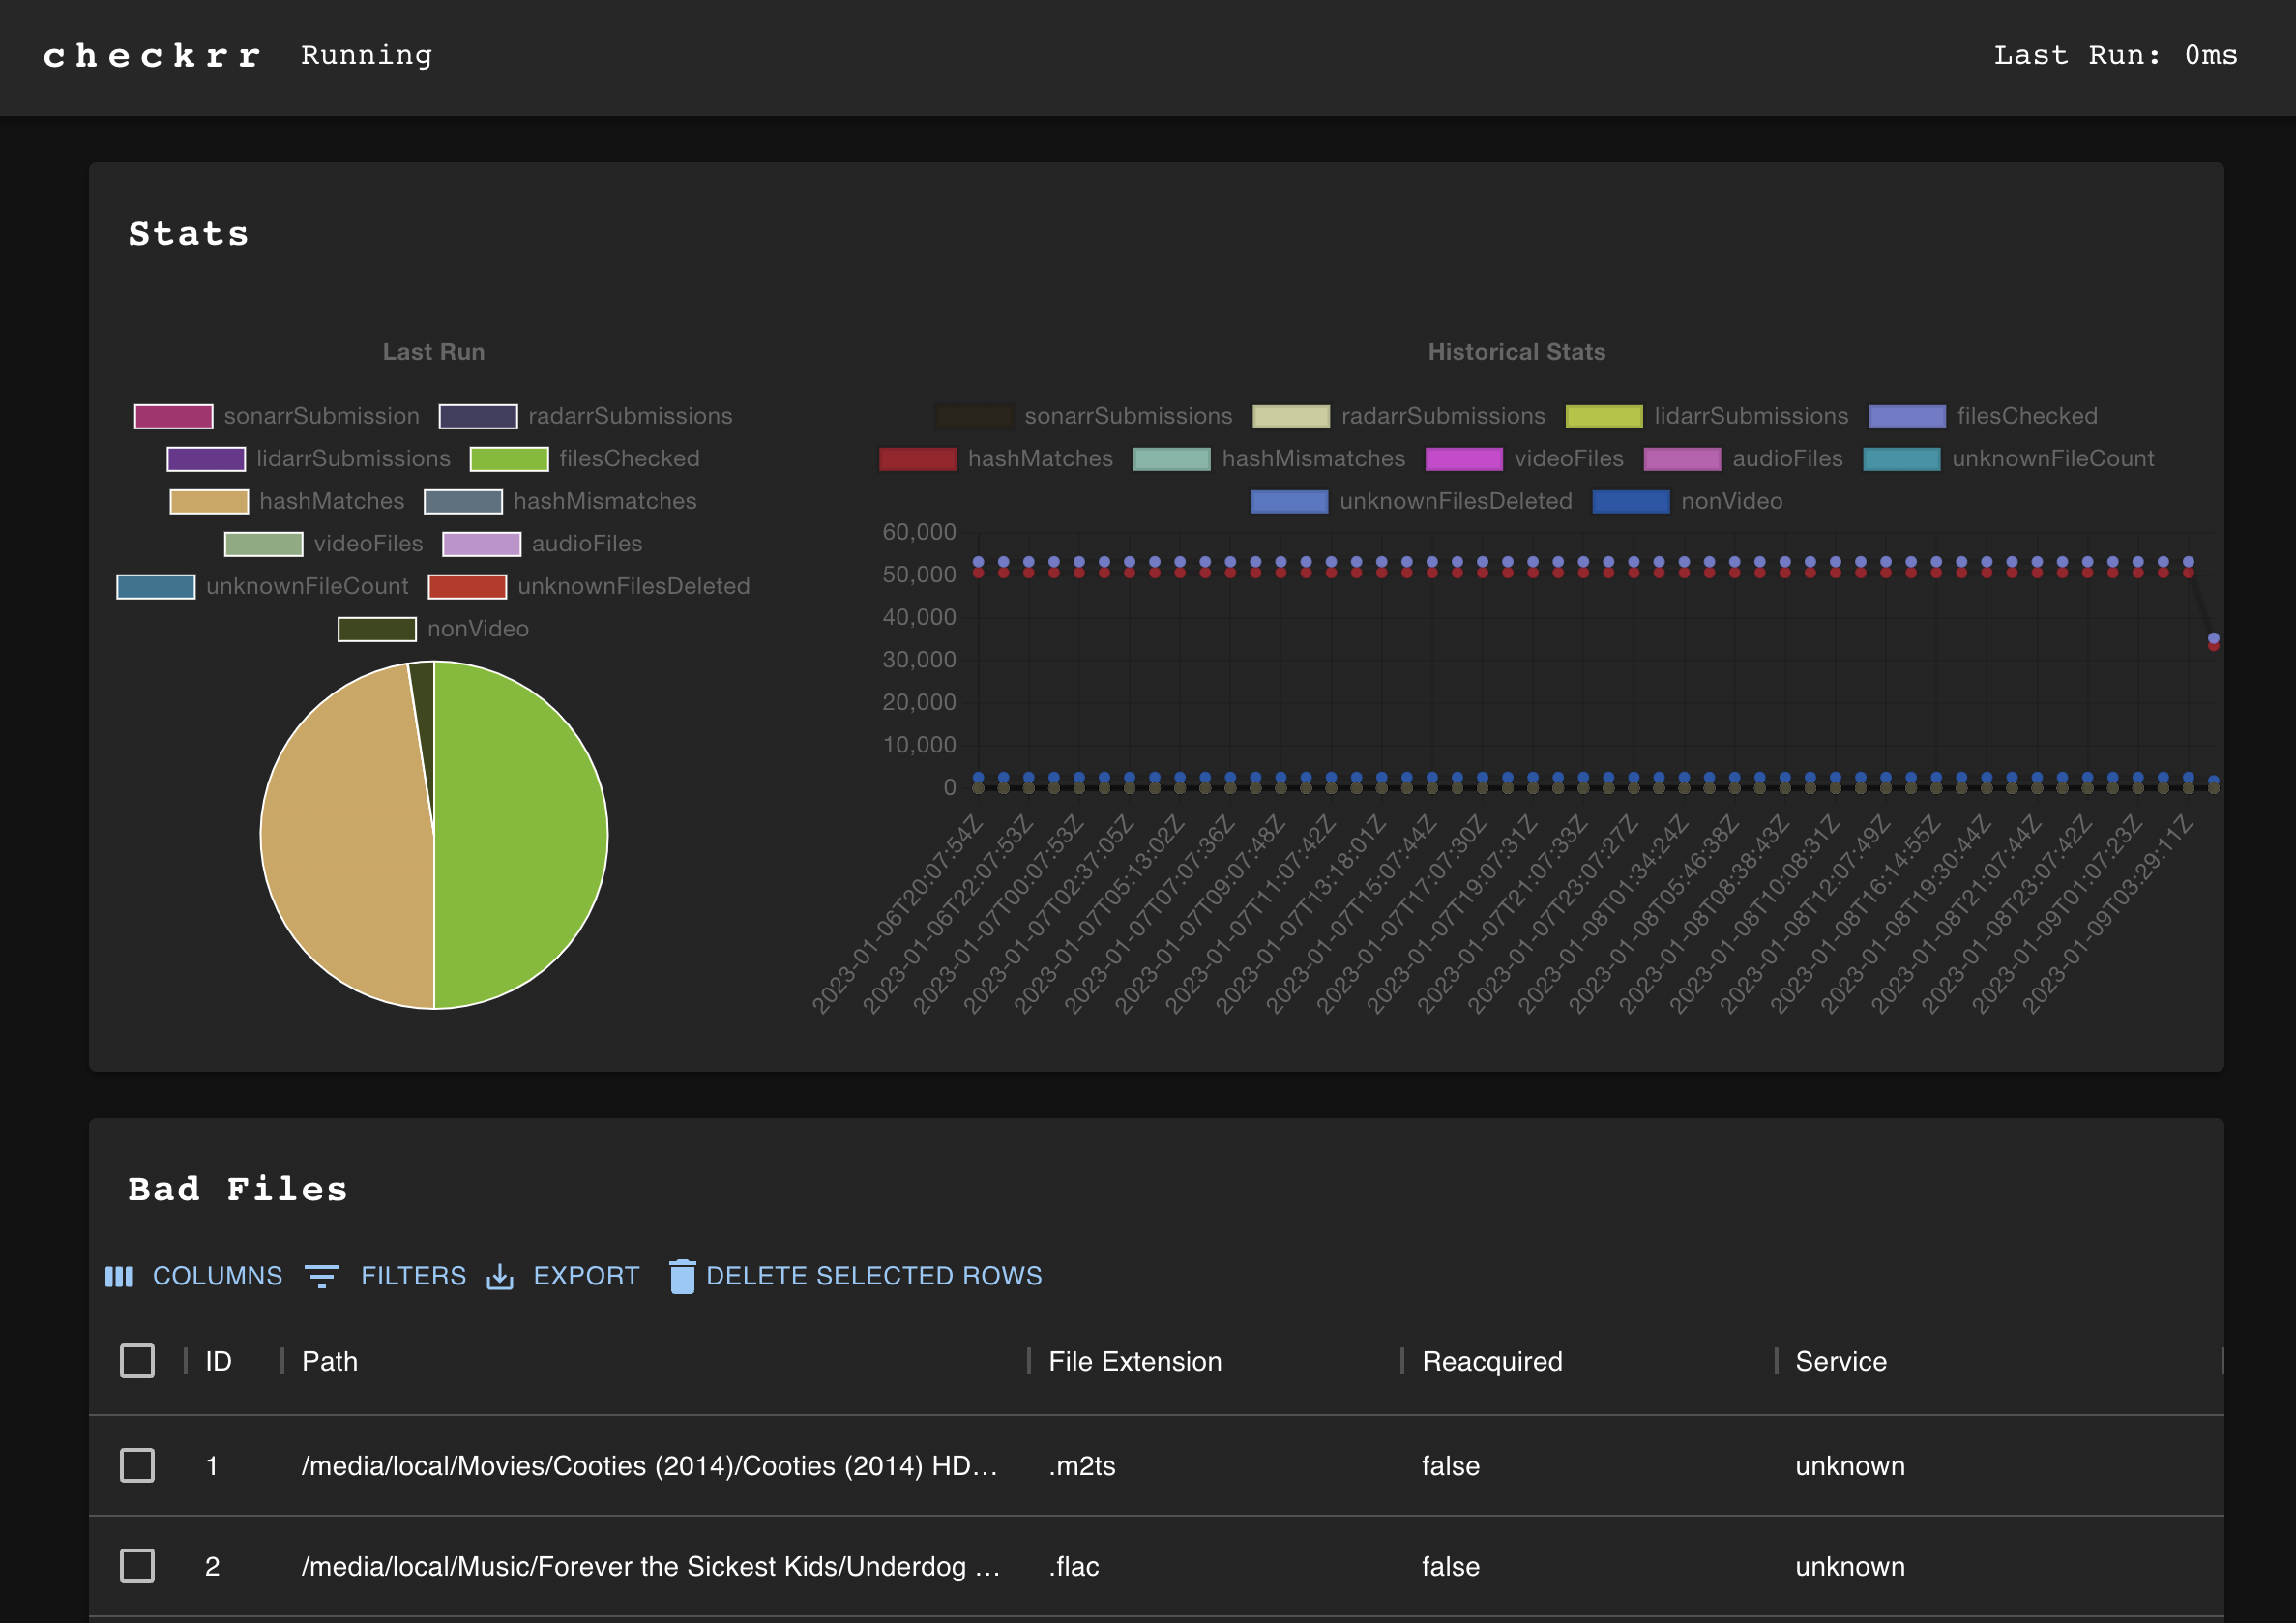 checkrr Running Last Run: 0ms
Stats
Last Run
sonarrSubmission radarrSubmissions
lidarrSubmissions filesChecked
hashMatches hashMismatches
videoFiles audioFiles
unknownFileCount unknownFilesDeleted
nonVideo
Historical Stats
sonarrSubmissions radarrSubmissions lidarrSubmissions filesChecked
hashMatches hashMismatches videoFiles audioFiles unknownFileCount
unknownFilesDeleted nonVideo
60,000
50,000
40,000
30,000
20,000
10,000
0
2023-01-06T20:07:54Z
2023-01-06T22:07:53Z
2023-01-07T00:07:53Z
2023-01-07T02:37:05Z
2023-01-07T05:13:02Z
2023-01-07T07:07:36Z
2023-01-07T09:07:48Z
2023-01-07T11:07:42Z
2023-01-07T13:18:01Z
2023-01-07T15:07:44Z
2023-01-07T17:07:30Z
2023-01-07T19:07:31Z
2023-01-07T21:07:33Z
2023-01-07T23:07:27Z
2023-01-08T01:34:24Z
2023-01-08T05:46:38Z
2023-01-08T08:38:43Z
2023-01-08T10:08:31Z
2023-01-08T12:07:49Z
2023-01-08T16:14:55Z
2023-01-08T19:30:44Z
2023-01-08T21:07:44Z
2023-01-08T23:07:42Z
2023-01-09T01:07:23Z
2023-01-09T03:29:11Z
Bad Files
COLUMNS FILTERS EXPORT DELETE SELECTED ROWS
ID Path File Extension Reacquired Service
1 /media/local/Movies/Cooties (2014)/Cooties (2014) HD… .m2ts false unknown
2 /media/local/Music/Forever the Sickest Kids/Underdog … .flac false unknown